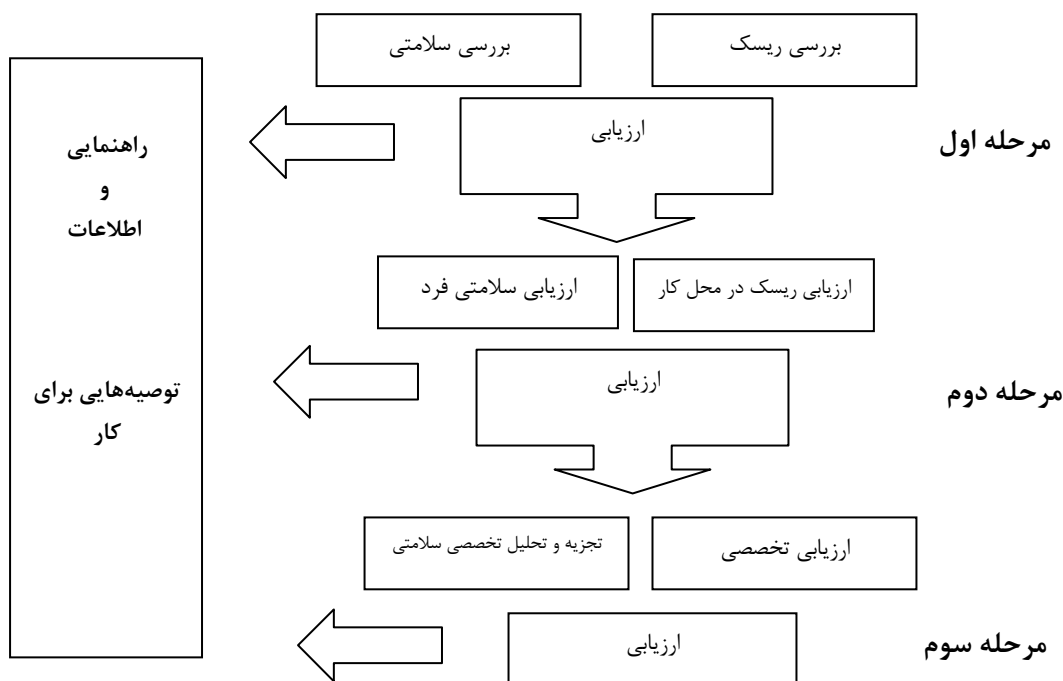 بررسی ریسک
بررسی سلامتی
مرحله اول
ارزیابی
راهنمایی
و
اطلاعات
ارزیابی ریسک در محل کار
ارزیابی سلامتی فرد
مرحله دوم
ارزیابی
توصیه‌هایی برای
کار
ارزیابی تخصصی
تجزیه و تحلیل تخصصی سلامتی
مرحله سوم
ارزیابی